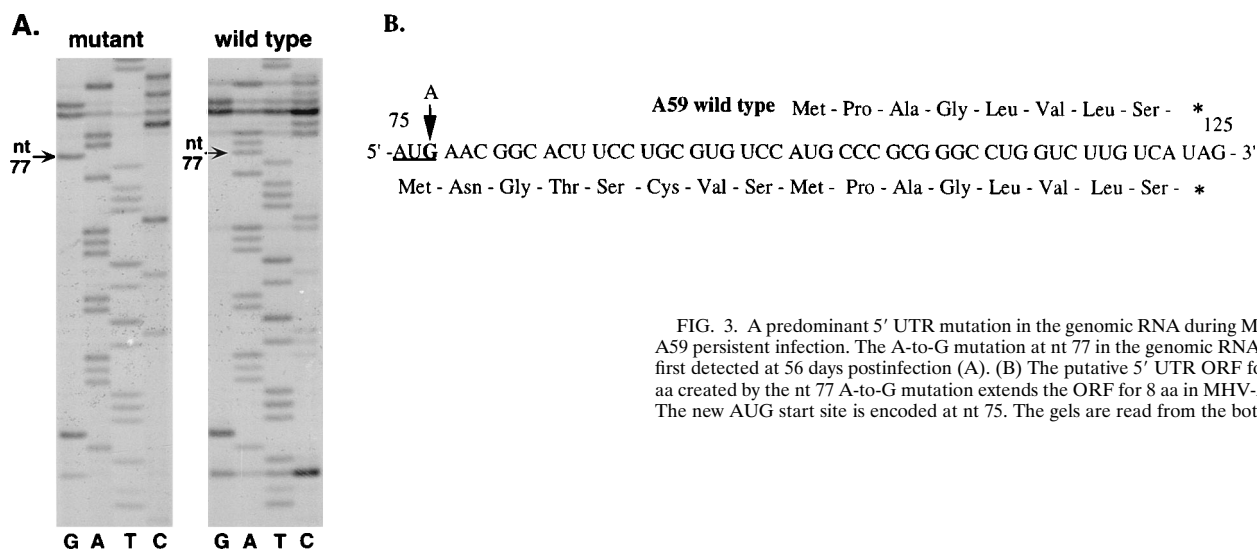 A.
mutant
wild type
nt
77
nt
77
G A T C
G A T C
B.
A
A59 wild type Met - Pro - Ala - Gly - Leu - Val - Leu - Ser - *
75
125
5' -AUG AAC GGC ACU UCC UGC GUG UCC AUG CCC GCG GGC CUG GUC UUG UCA UAG - 3'
Met - Asn - Gly - Thr - Ser - Cys - Val - Ser - Met - Pro - Ala - Gly - Leu - Val - Leu - Ser - *
FIG. 3. A predominant 5′ UTR mutation in the genomic RNA during M
A59 persistent infection. The A-to-G mutation at nt 77 in the genomic RNA
first detected at 56 days postinfection (A). (B) The putative 5′ UTR ORF fo
aa created by the nt 77 A-to-G mutation extends the ORF for 8 aa in MHV-
The new AUG start site is encoded at nt 75. The gels are read from the bot